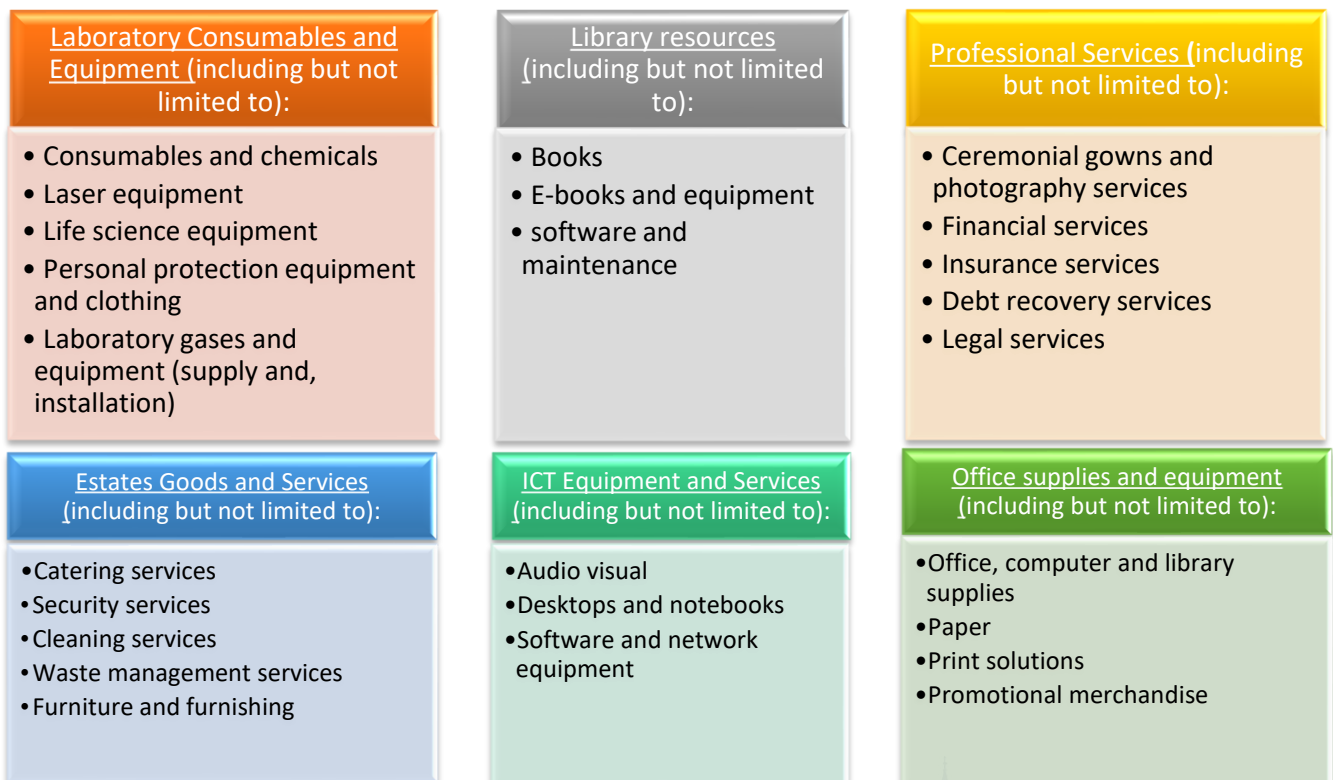 Laboratory Consumables and
Equipment (including but not
limited to):
• Consumables and chemicals
• Laser equipment
• Life science equipment
• Personal protection equipment
and clothing
• Laboratory gases and
equipment (supply and,
installation)
Library resources
(including but not limited
to):
• Books
• E-books and equipment
• software and
maintenance
Professional Services (including
but not limited to):
• Ceremonial gowns and
photography services
• Financial services
• Insurance services
• Debt recovery services
• Legal services
Estates Goods and Services
(including but not limited to):
•Catering services
•Security services
•Cleaning services
•Waste management services
•Furniture and furnishing
ICT Equipment and Services
(including but not limited to):
•Audio visual
•Desktops and notebooks
•Software and network
equipment
Office supplies and equipment
(including but not limited to):
•Office, computer and library
supplies
•Paper
•Print solutions
•Promotional merchandise